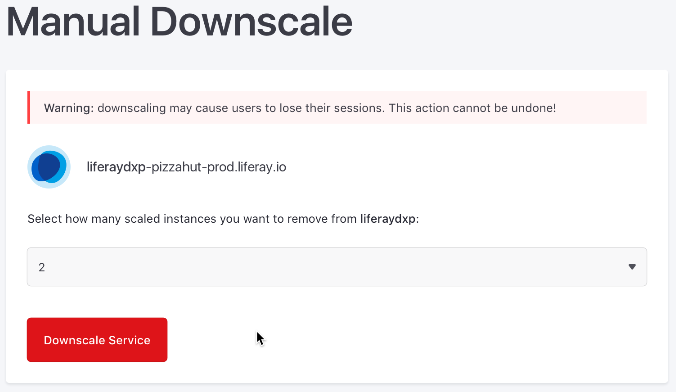 Manual Downscale
Warning: downscaling may cause users to lose their sessions. This action cannot be undone!
liferaydxp-pizzahut-prod.liferay.io
Select how many scaled instances you want to remove from liferaydxp:
2
Downscale Service